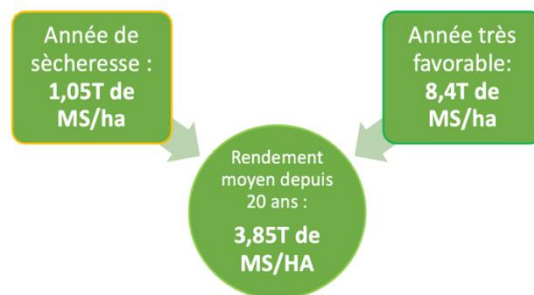 Année de
sècheresse :
1,05T de
MS/ha
Année très
favorable:
8,4T de
MS/ha
Rendement
moyen depuis
20 ans :
3,85T de
MS/HA